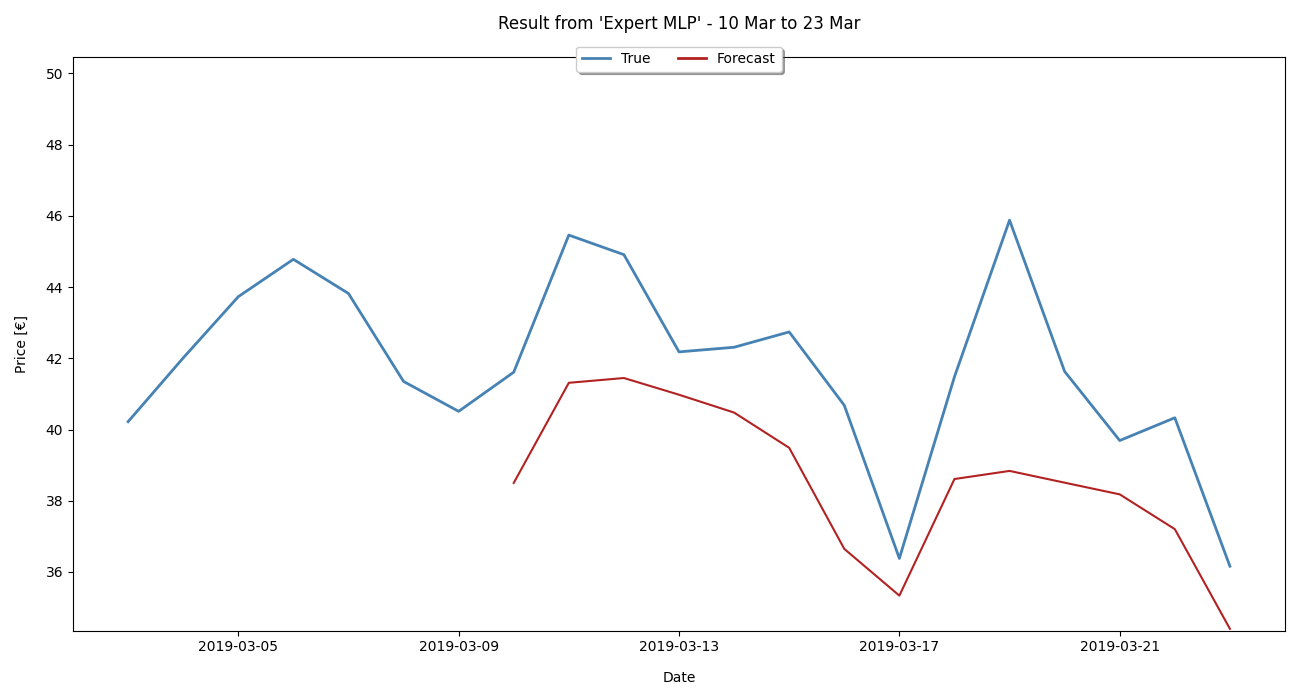 Result from 'Expert MLP' - 10 Mar to 23 Mar
True Forecast
50
48
46
44
42
40
38
36
Price [€]
2019-03-05 2019-03-09 2019-03-13 2019-03-17 2019-03-21
Date